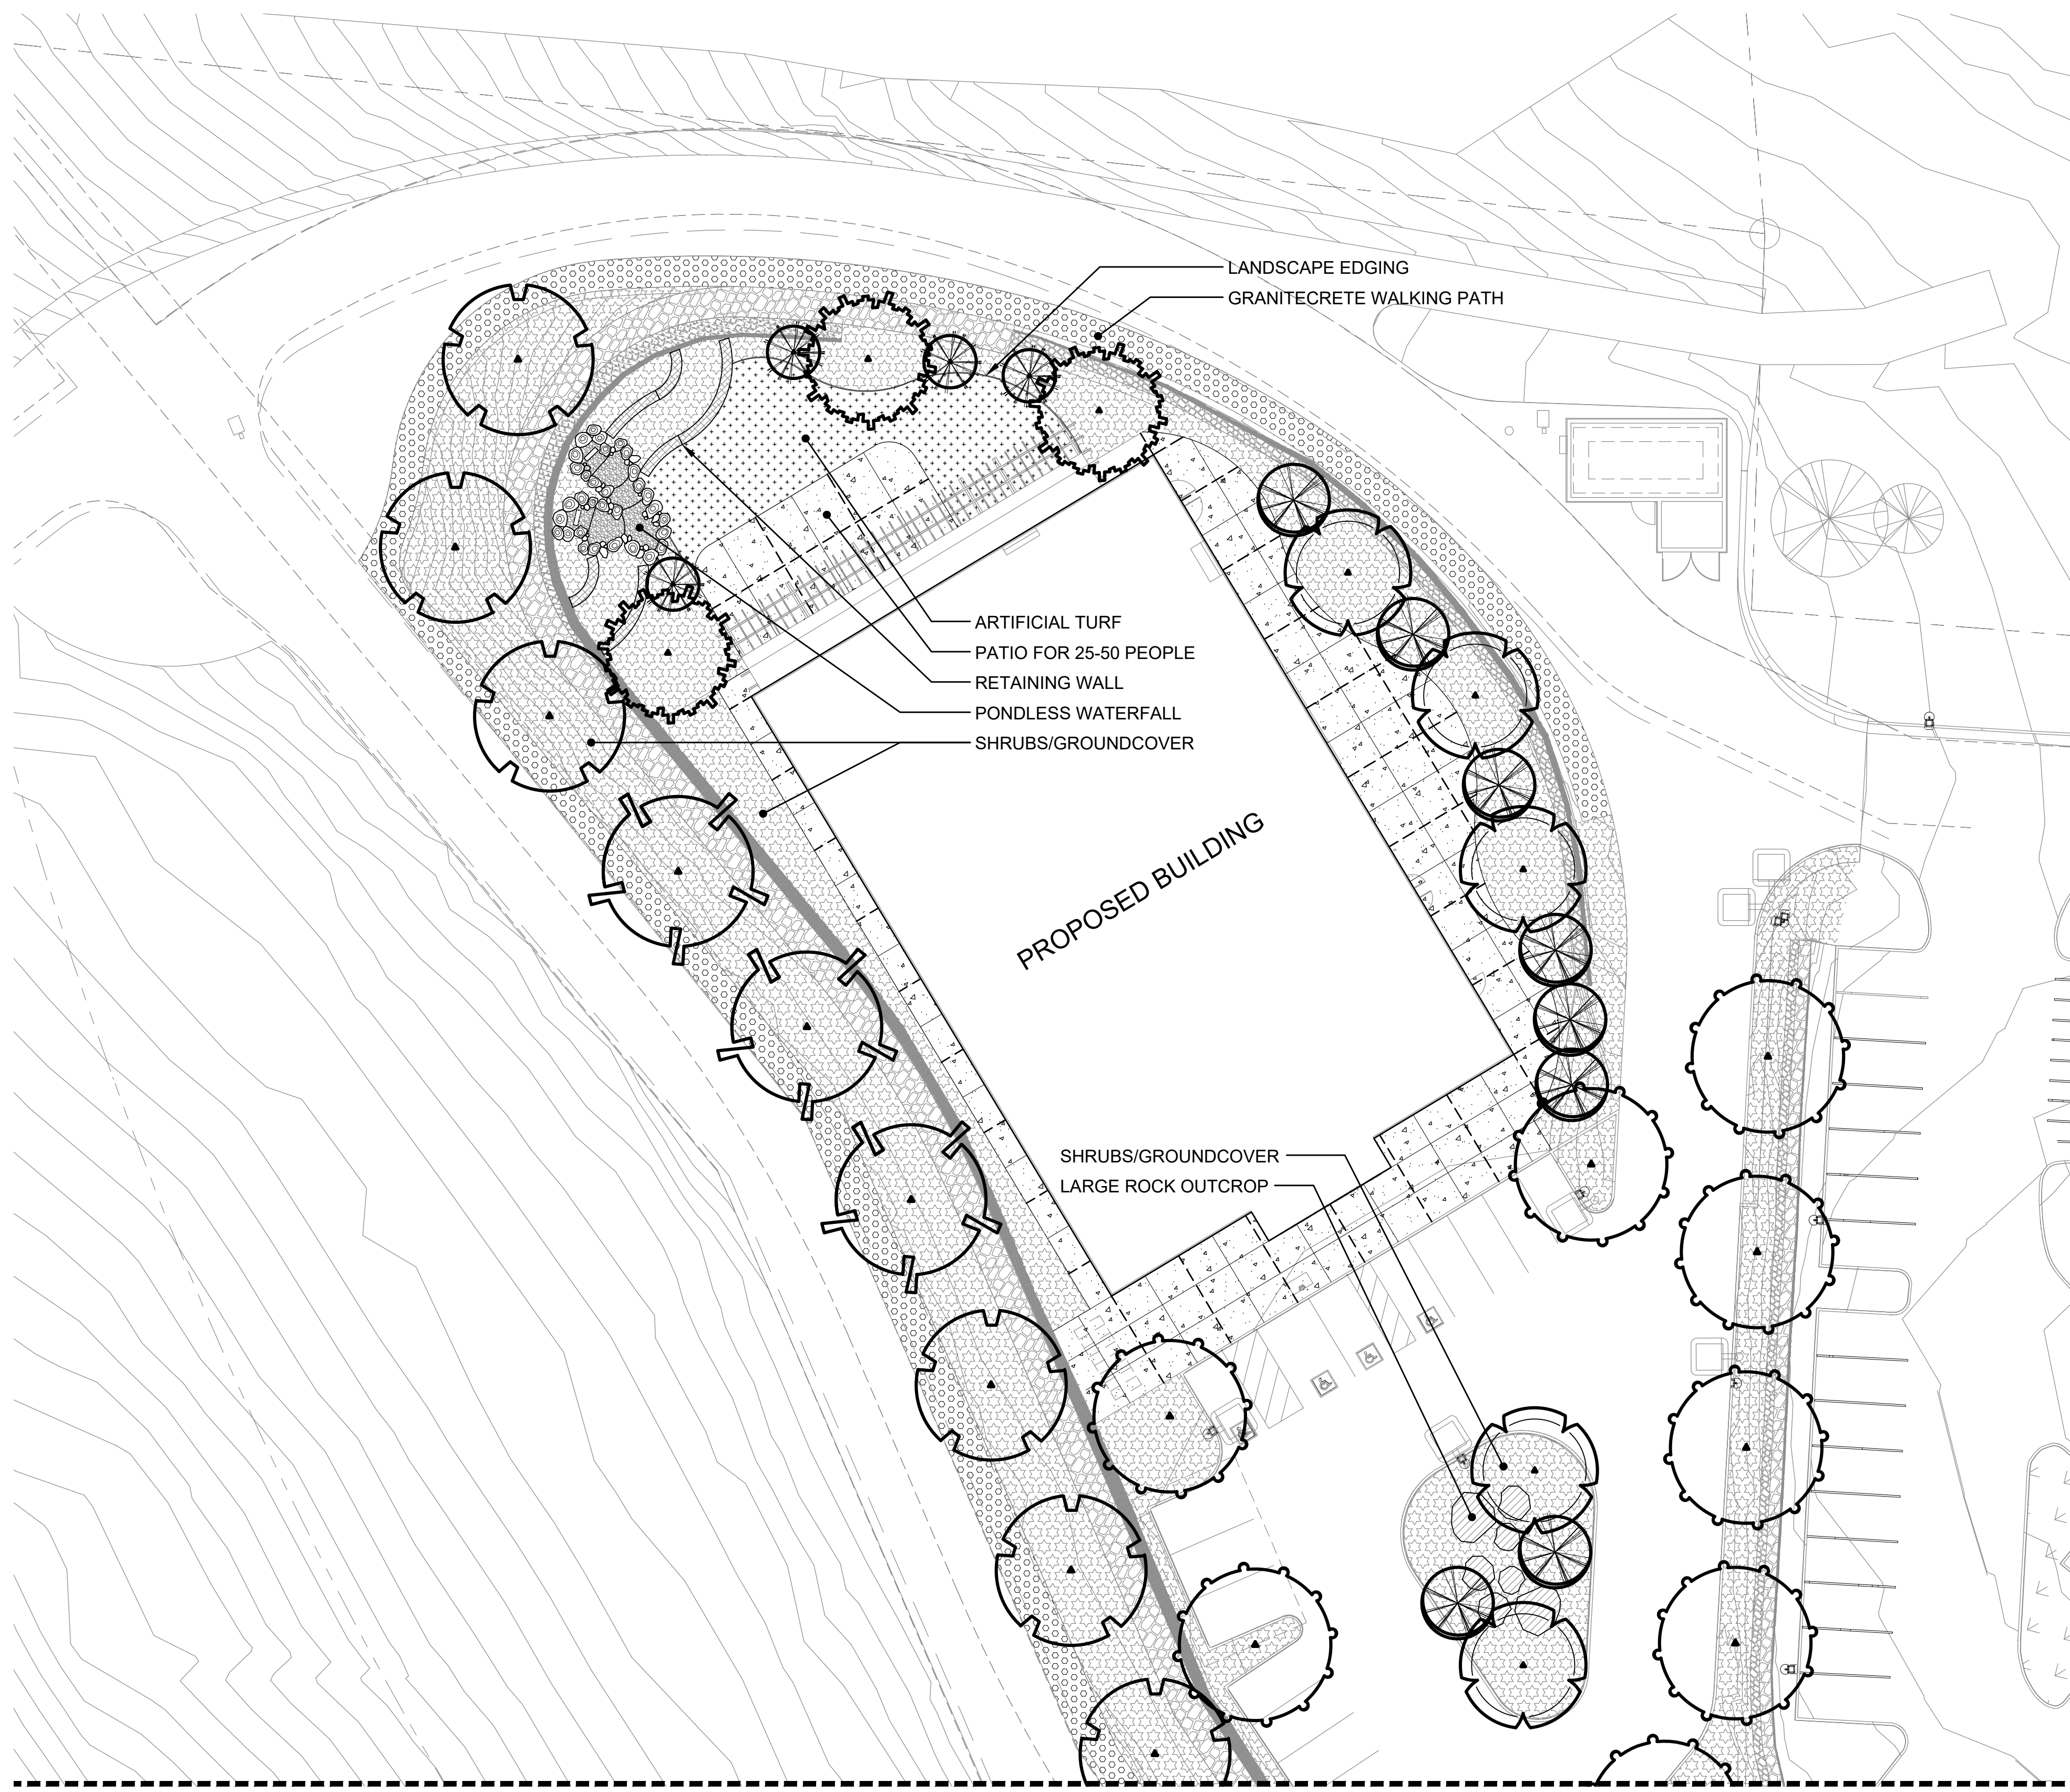 LANDSCAPE EDGING
GRANITECRETE WALKING PATH
ARTIFICIAL TURF
PATIO FOR 25-50 PEOPLE
RETAINING WALL
PONDLESS WATERFALL
SHRUBS/GROUNDCOVER
PROPOSED BUILDING
SHRUBS/GROUNDCOVER
LARGE ROCK OUTCROP